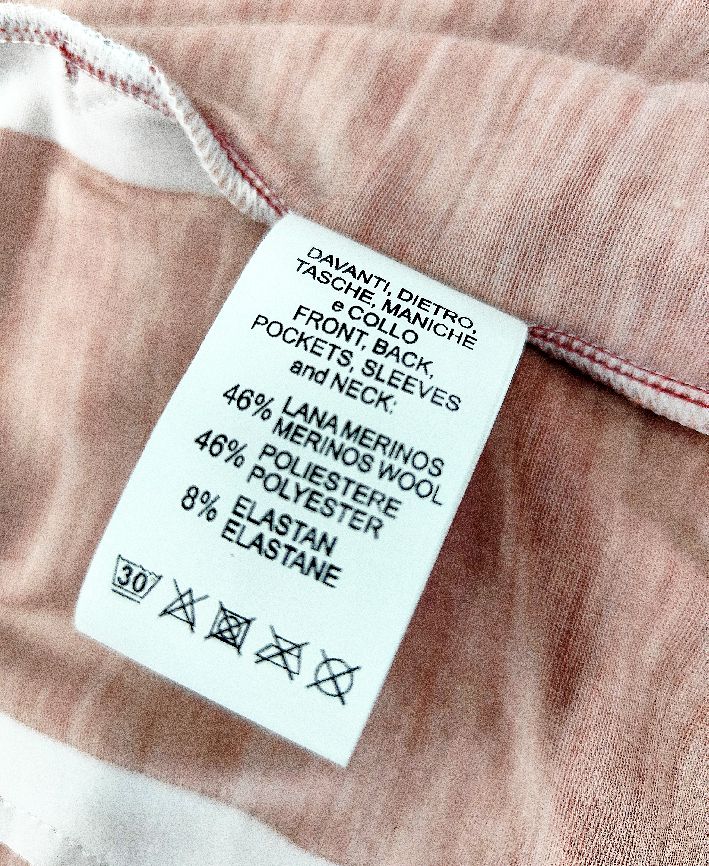 DAVANTI, DIETRO,
TASCHE, MANICHE
e COLLO
FRONT, BACK,
POCKETS, SLEEVES
and NECK:
46% LANA MERINOS
MERINOS WOOL
46% POLIESTERE
POLYESTER
8% ELASTAN
ELASTANE
30